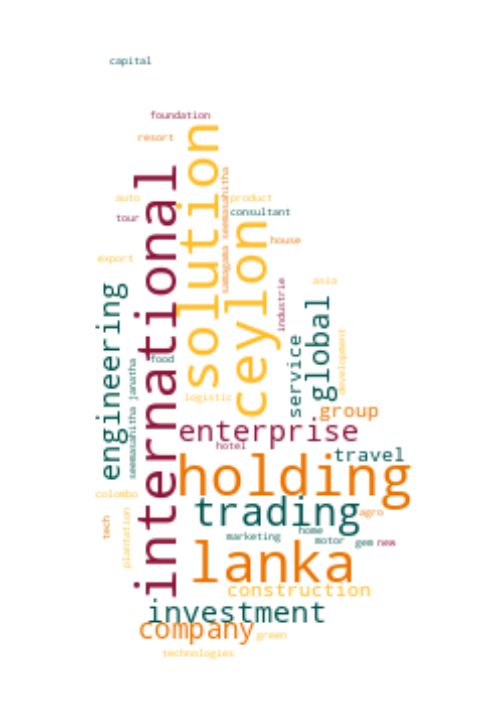 capital
foundation
resort
solution
international
samagama seemasahitha
auto
product
tour
consultant
ceylon
house
export
asia
industrie
engineering
global
development
service
food
seemasahitha janatha
logistic
group
enterprise
hotel
travel
holding
colombo
trading
plantation
tech
agro
home
marketing
motor
gem
new
lanka
construction
investment
company
green
technologies